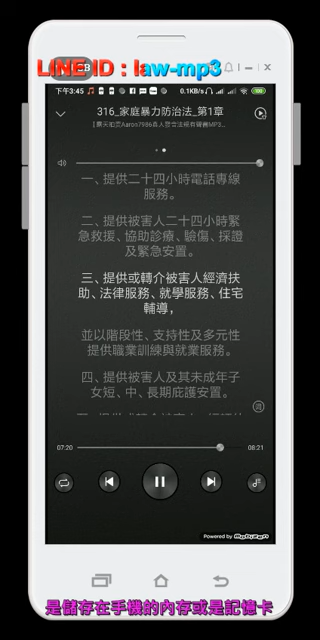 LINE ID : law-mp3
下午3:45
0.1KB/s
316_家庭暴力防治法_第1章
一、提供二十四小時電話專線
服務。
二、提供被害人二十四小時緊
急救援、協助診療、驗傷、採證
及緊急安置。
三、提供或轉介被害人經濟扶
助、法律服務、就學服務、住宅
輔導，
並以階段性、支持性及多元性
提供職業訓練與就業服務。
四、提供被害人及其未成年子
女短、中、長期庇護安置。
07:20
08:21
Powered by
是儲存在手機的內存或是記憶卡